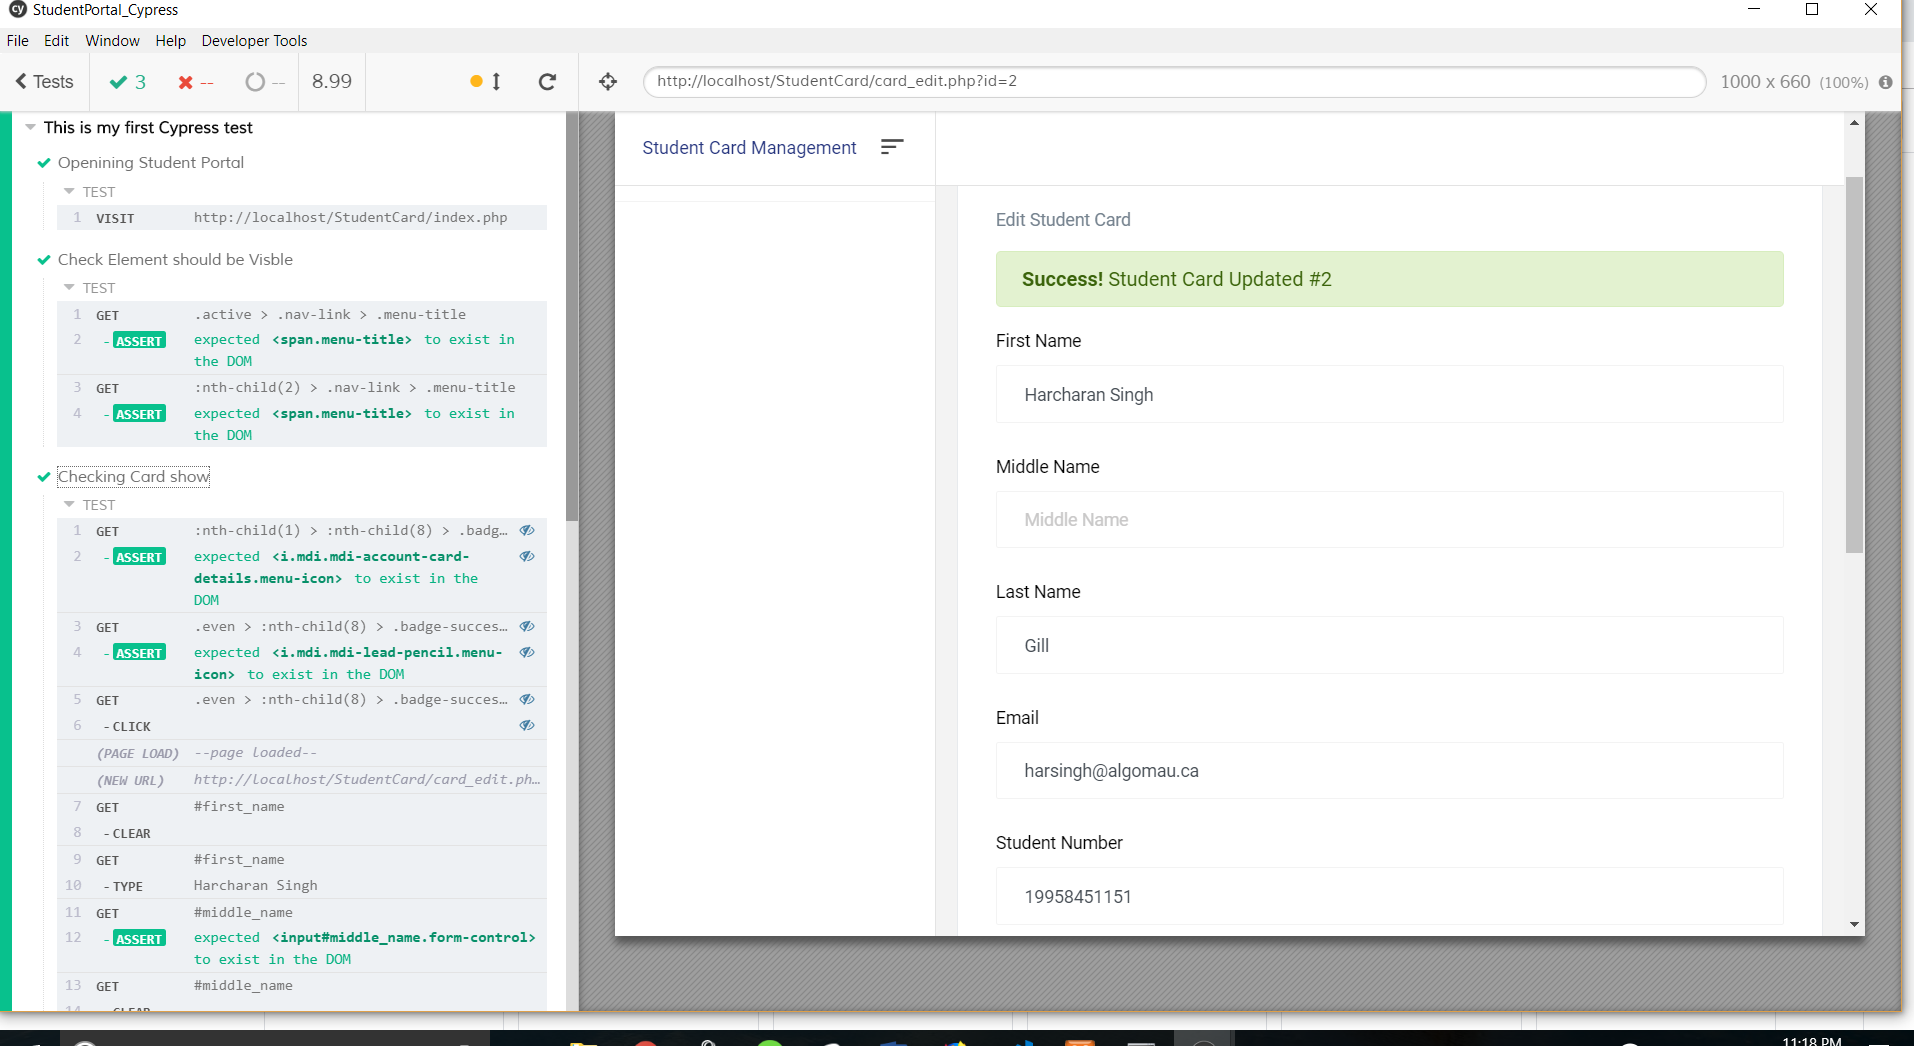 StudentPortal_Cypress
File Edit Window Help Developer Tools
Tests 3 -- -- 8.99 http://localhost/StudentCard/card_edit.php?id=2 1000 x 660 (100%)
This is my first Cypress test
Openining Student Portal
TEST
1 VISIT http://localhost/StudentCard/index.php
Check Element should be Visble
TEST
1 GET .active > .nav-link > .menu-title
2 -ASSERT expected <span.menu-title> to exist in
the DOM
3 GET :nth-child(2) > .nav-link > .menu-title
4 -ASSERT expected <span.menu-title> to exist in
the DOM
Checking Card show
TEST
1 GET :nth-child(1) > :nth-child(8) > .badg…
2 -ASSERT expected <i.mdi.mdi-account-card-
details.menu-icon> to exist in the
DOM
3 GET .even > :nth-child(8) > .badge-succes…
4 -ASSERT expected <i.mdi.mdi-lead-pencil.menu-
icon> to exist in the DOM
5 GET .even > :nth-child(8) > .badge-succes…
6 -CLICK
(PAGE LOAD) --page loaded--
(NEW URL) http://localhost/StudentCard/card_edit.ph…
7 GET #first_name
8 -CLEAR
9 GET #first_name
10 -TYPE Harcharan Singh
11 GET #middle_name
12 -ASSERT expected <input#middle_name.form-control>
to exist in the DOM
13 GET #middle_name
14 -CLEAR
Student Card Management
Edit Student Card
Success! Student Card Updated #2
First Name
Harcharan Singh
Middle Name
Middle Name
Last Name
Gill
Email
harsingh@algomau.ca
Student Number
19958451151
11:18 PM